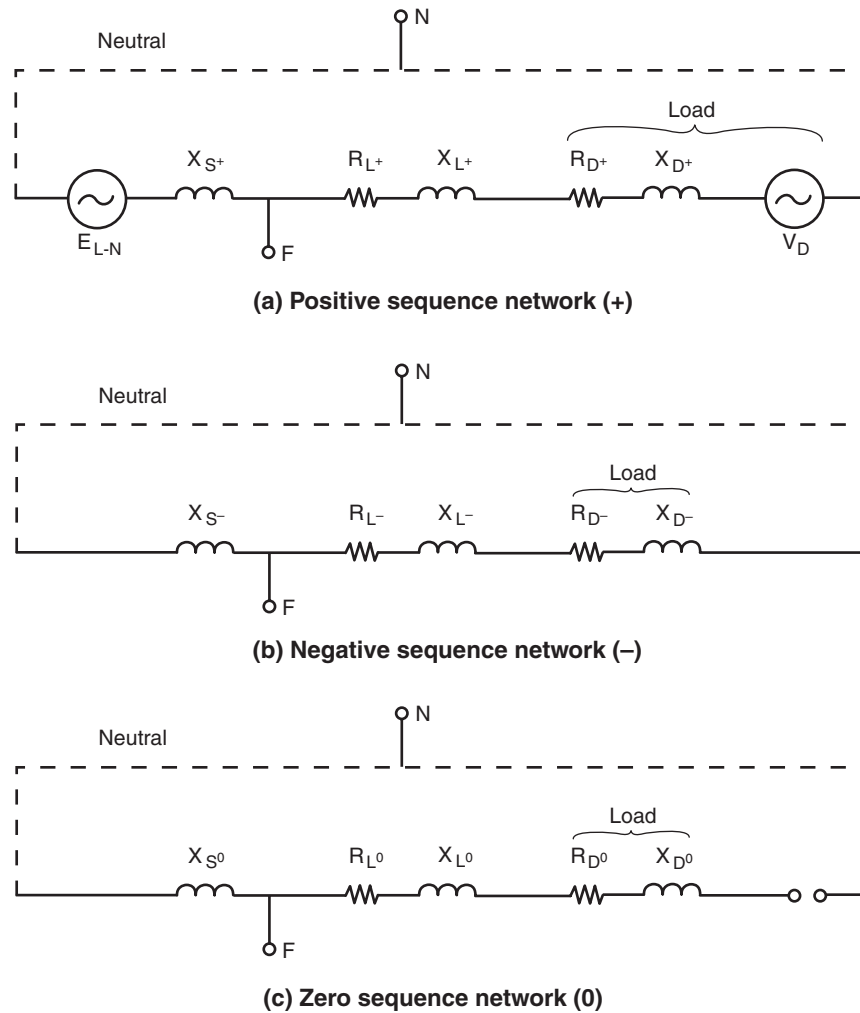 N
Neutral
Load
X_S+ R_L+ X_L+ R_D+ X_D+
E_L-N F V_D
(a) Positive sequence network (+)
N
Neutral
Load
X_S– R_L– X_L– R_D– X_D–
F
(b) Negative sequence network (–)
N
Neutral
Load
X_S0 R_L0 X_L0 R_D0 X_D0
F
(c) Zero sequence network (0)